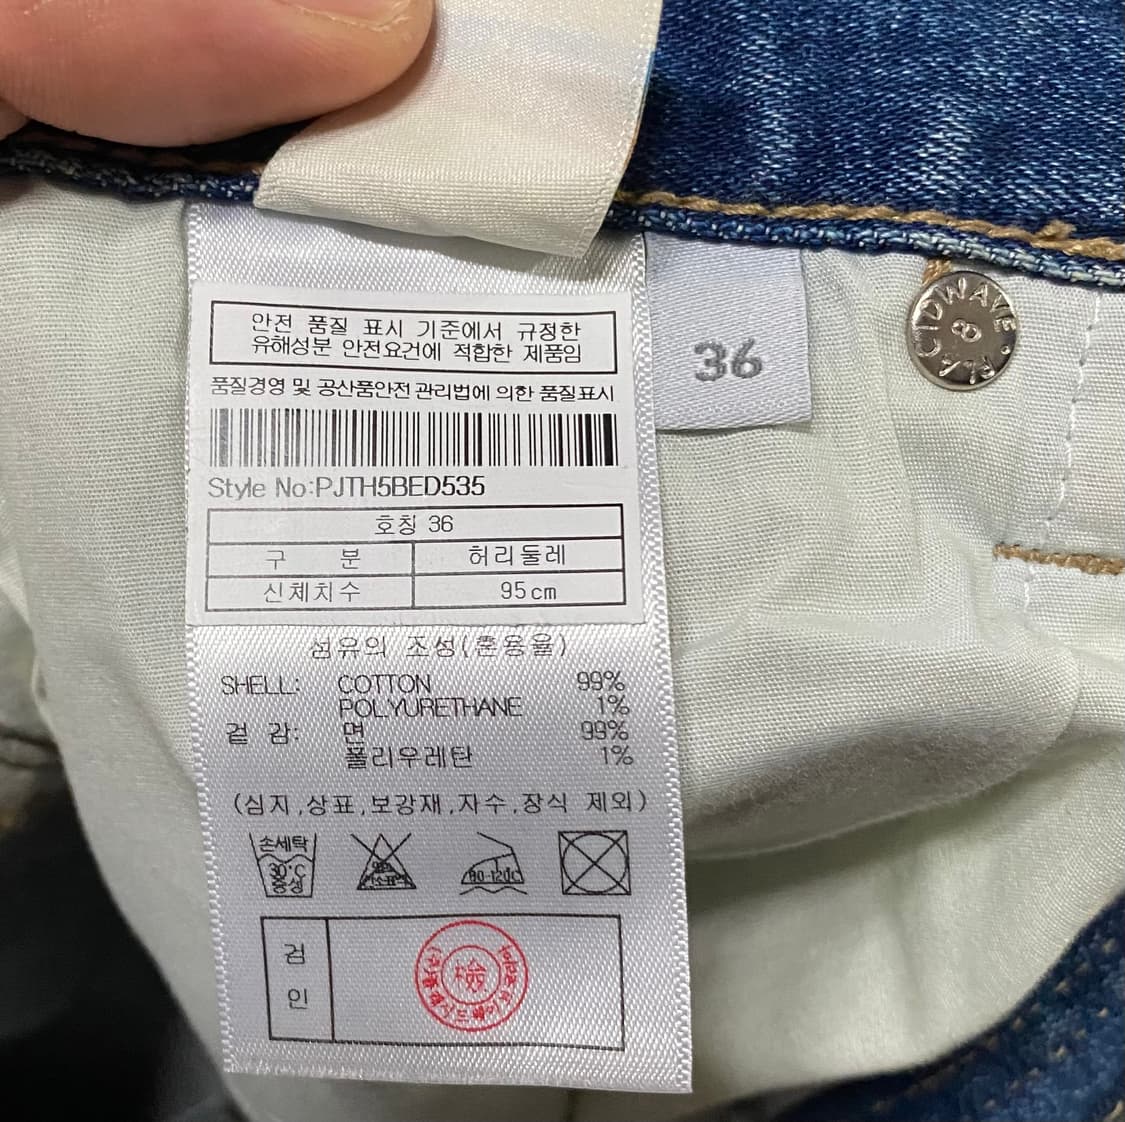 안전 품질 표시 기준에서 규정한
유해성분 안전요건에 적합한 제품임
품질경영 및 공산품안전관리법에 의한 품질표시
Style No:PJTH5BED535
호칭 36
구 분 허리둘레
신체치수 95cm
섬유의 조성(혼용율)
SHELL: COTTON 99%
POLYURETHANE 1%
겉 감: 면 99%
폴리우레탄 1%
(심지,상표,보강재,자수,장식 제외)
손세탁
30°C
중성
80-120°C
검
인
檢
36
PLACIDWAVE.
8